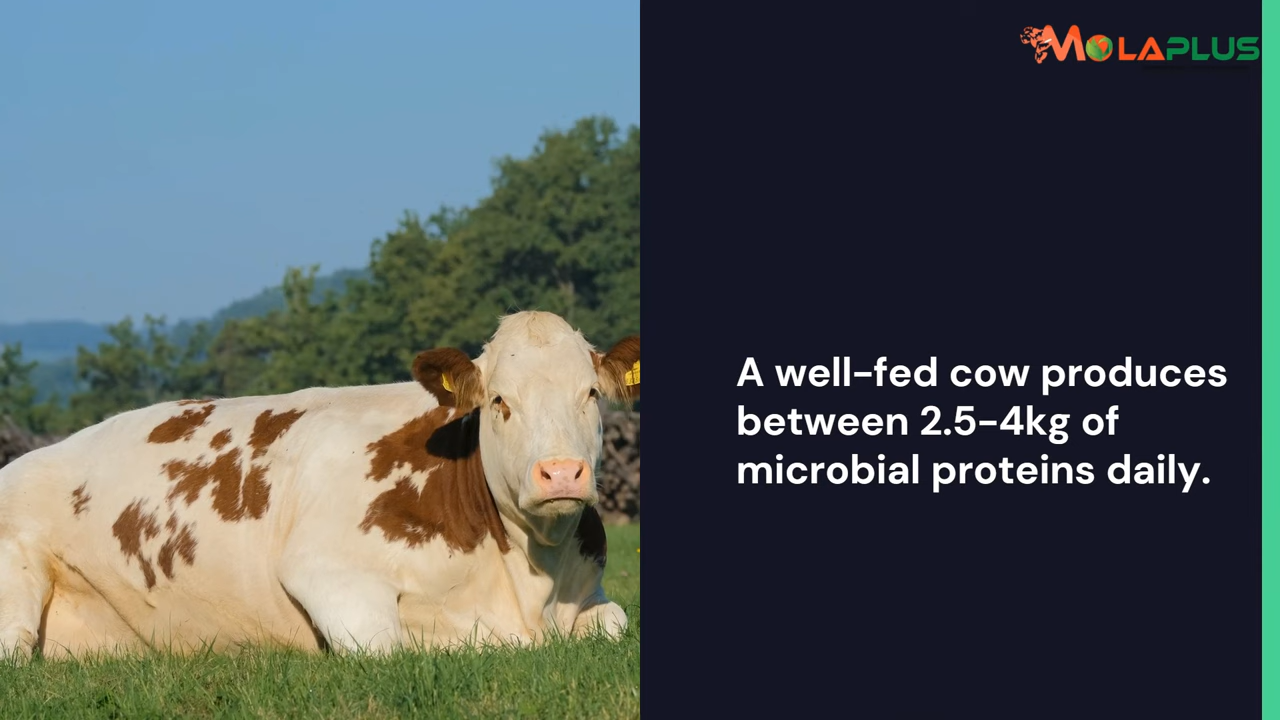 MOLAPLUS
A well-fed cow produces
between 2.5-4kg of
microbial proteins daily.